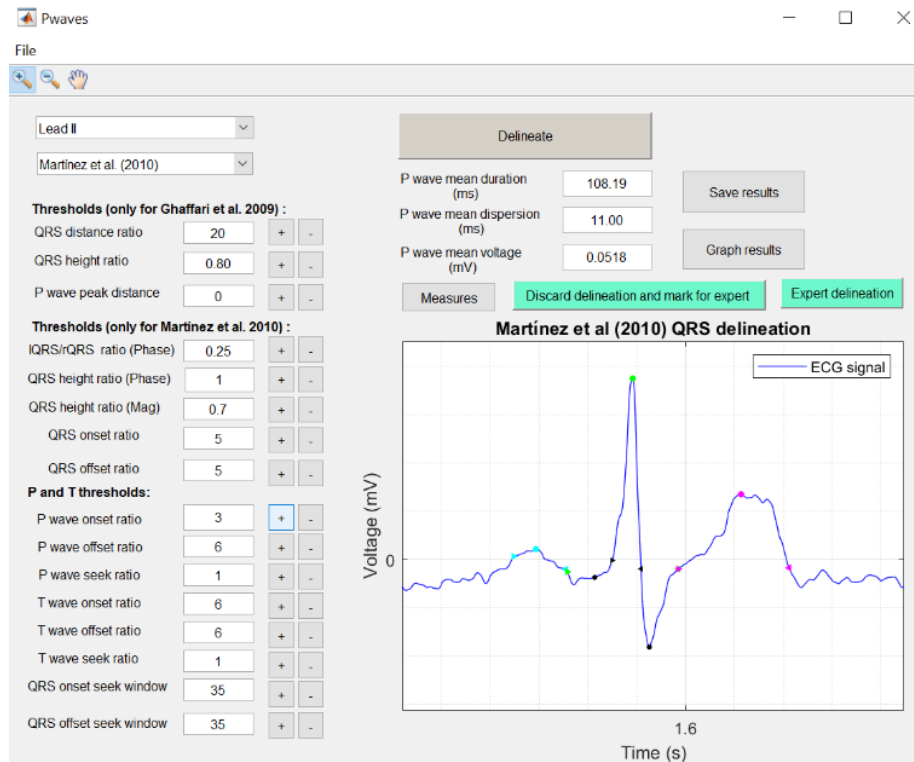 Pwaves
File
Lead II
Martínez et al. (2010)
Thresholds (only for Ghaffari et al. 2009) :
QRS distance ratio 20 + -
QRS height ratio 0.80 + -
P wave peak distance 0 + -
Thresholds (only for Martínez et al. 2010) :
lQRS/rQRS ratio (Phase) 0.25 + -
QRS height ratio (Phase) 1 + -
QRS height ratio (Mag) 0.7 + -
QRS onset ratio 5 + -
QRS offset ratio 5 + -
P and T thresholds:
P wave onset ratio 3 + -
P wave offset ratio 6 + -
P wave seek ratio 1 + -
T wave onset ratio 6 + -
T wave offset ratio 6 + -
T wave seek ratio 1 + -
QRS onset seek window 35 + -
QRS offset seek window 35 + -
Delineate
P wave mean duration
(ms)
108.19
P wave mean dispersion
(ms)
11.00
P wave mean voltage
(mV)
0.0518
Save results
Graph results
Measures
Discard delineation and mark for expert
Expert delineation
Martínez et al (2010) QRS delineation
ECG signal
Voltage (mV)
0
1.6
Time (s)